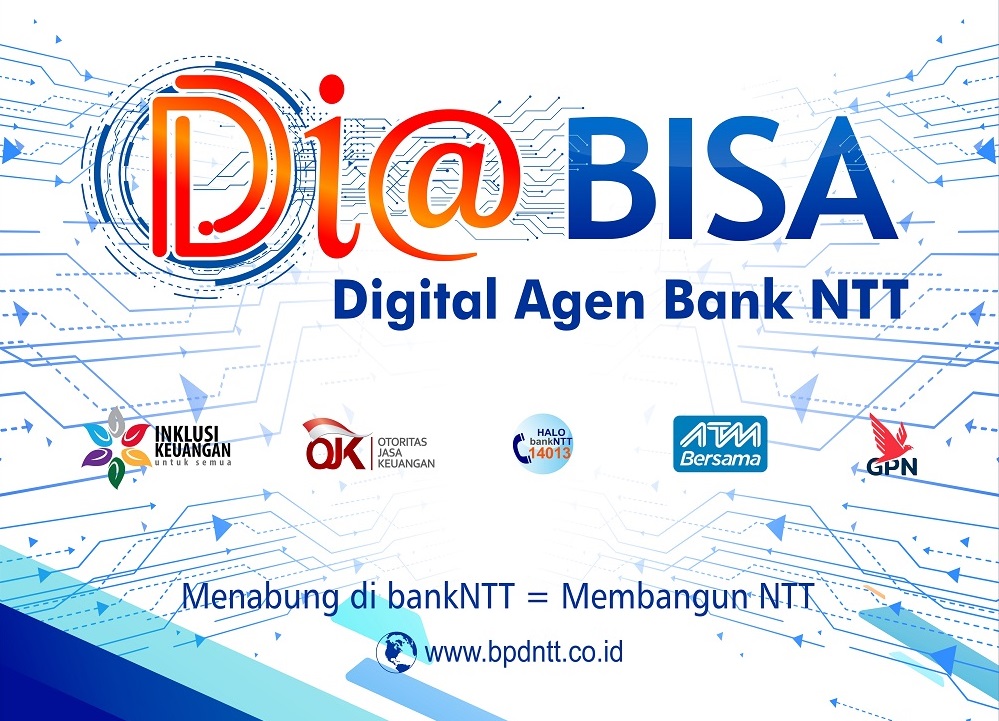 Di@ BISA
Digital Agen Bank NTT
INKLUSI
KEUANGAN
untuk semua
OJK
OTORITAS
JASA
KEUANGAN
HALO
bankNTT
14013
ATM
Bersama
GPN
Menabung di bankNTT = Membangun NTT
www.bpdntt.co.id